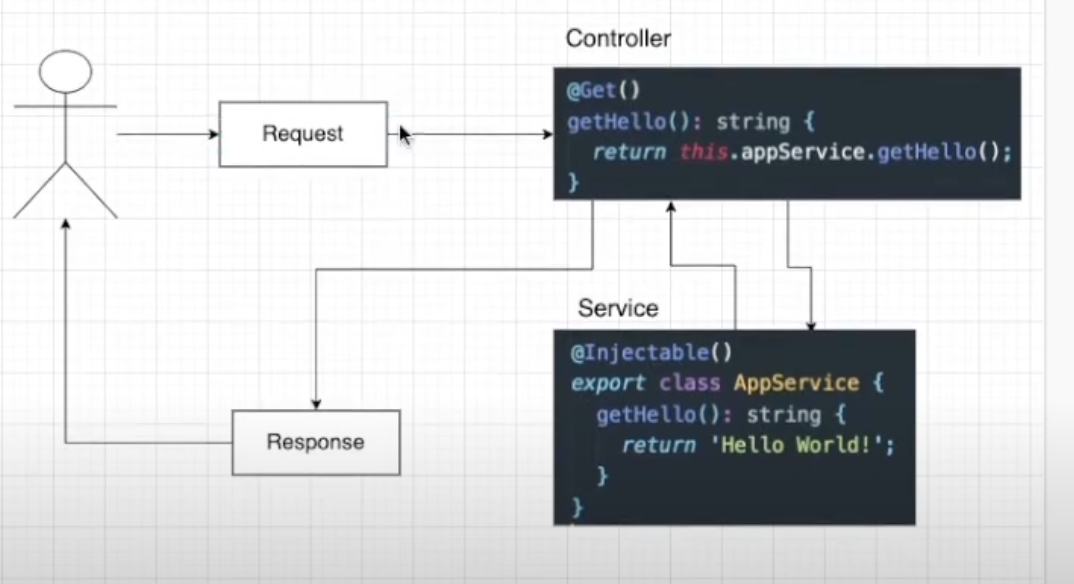 Controller
@Get()
getHello(): string {
return this.appService.getHello();
}
Request
Service
@Injectable()
export class AppService {
getHello(): string {
return 'Hello World!';
}
}
Response